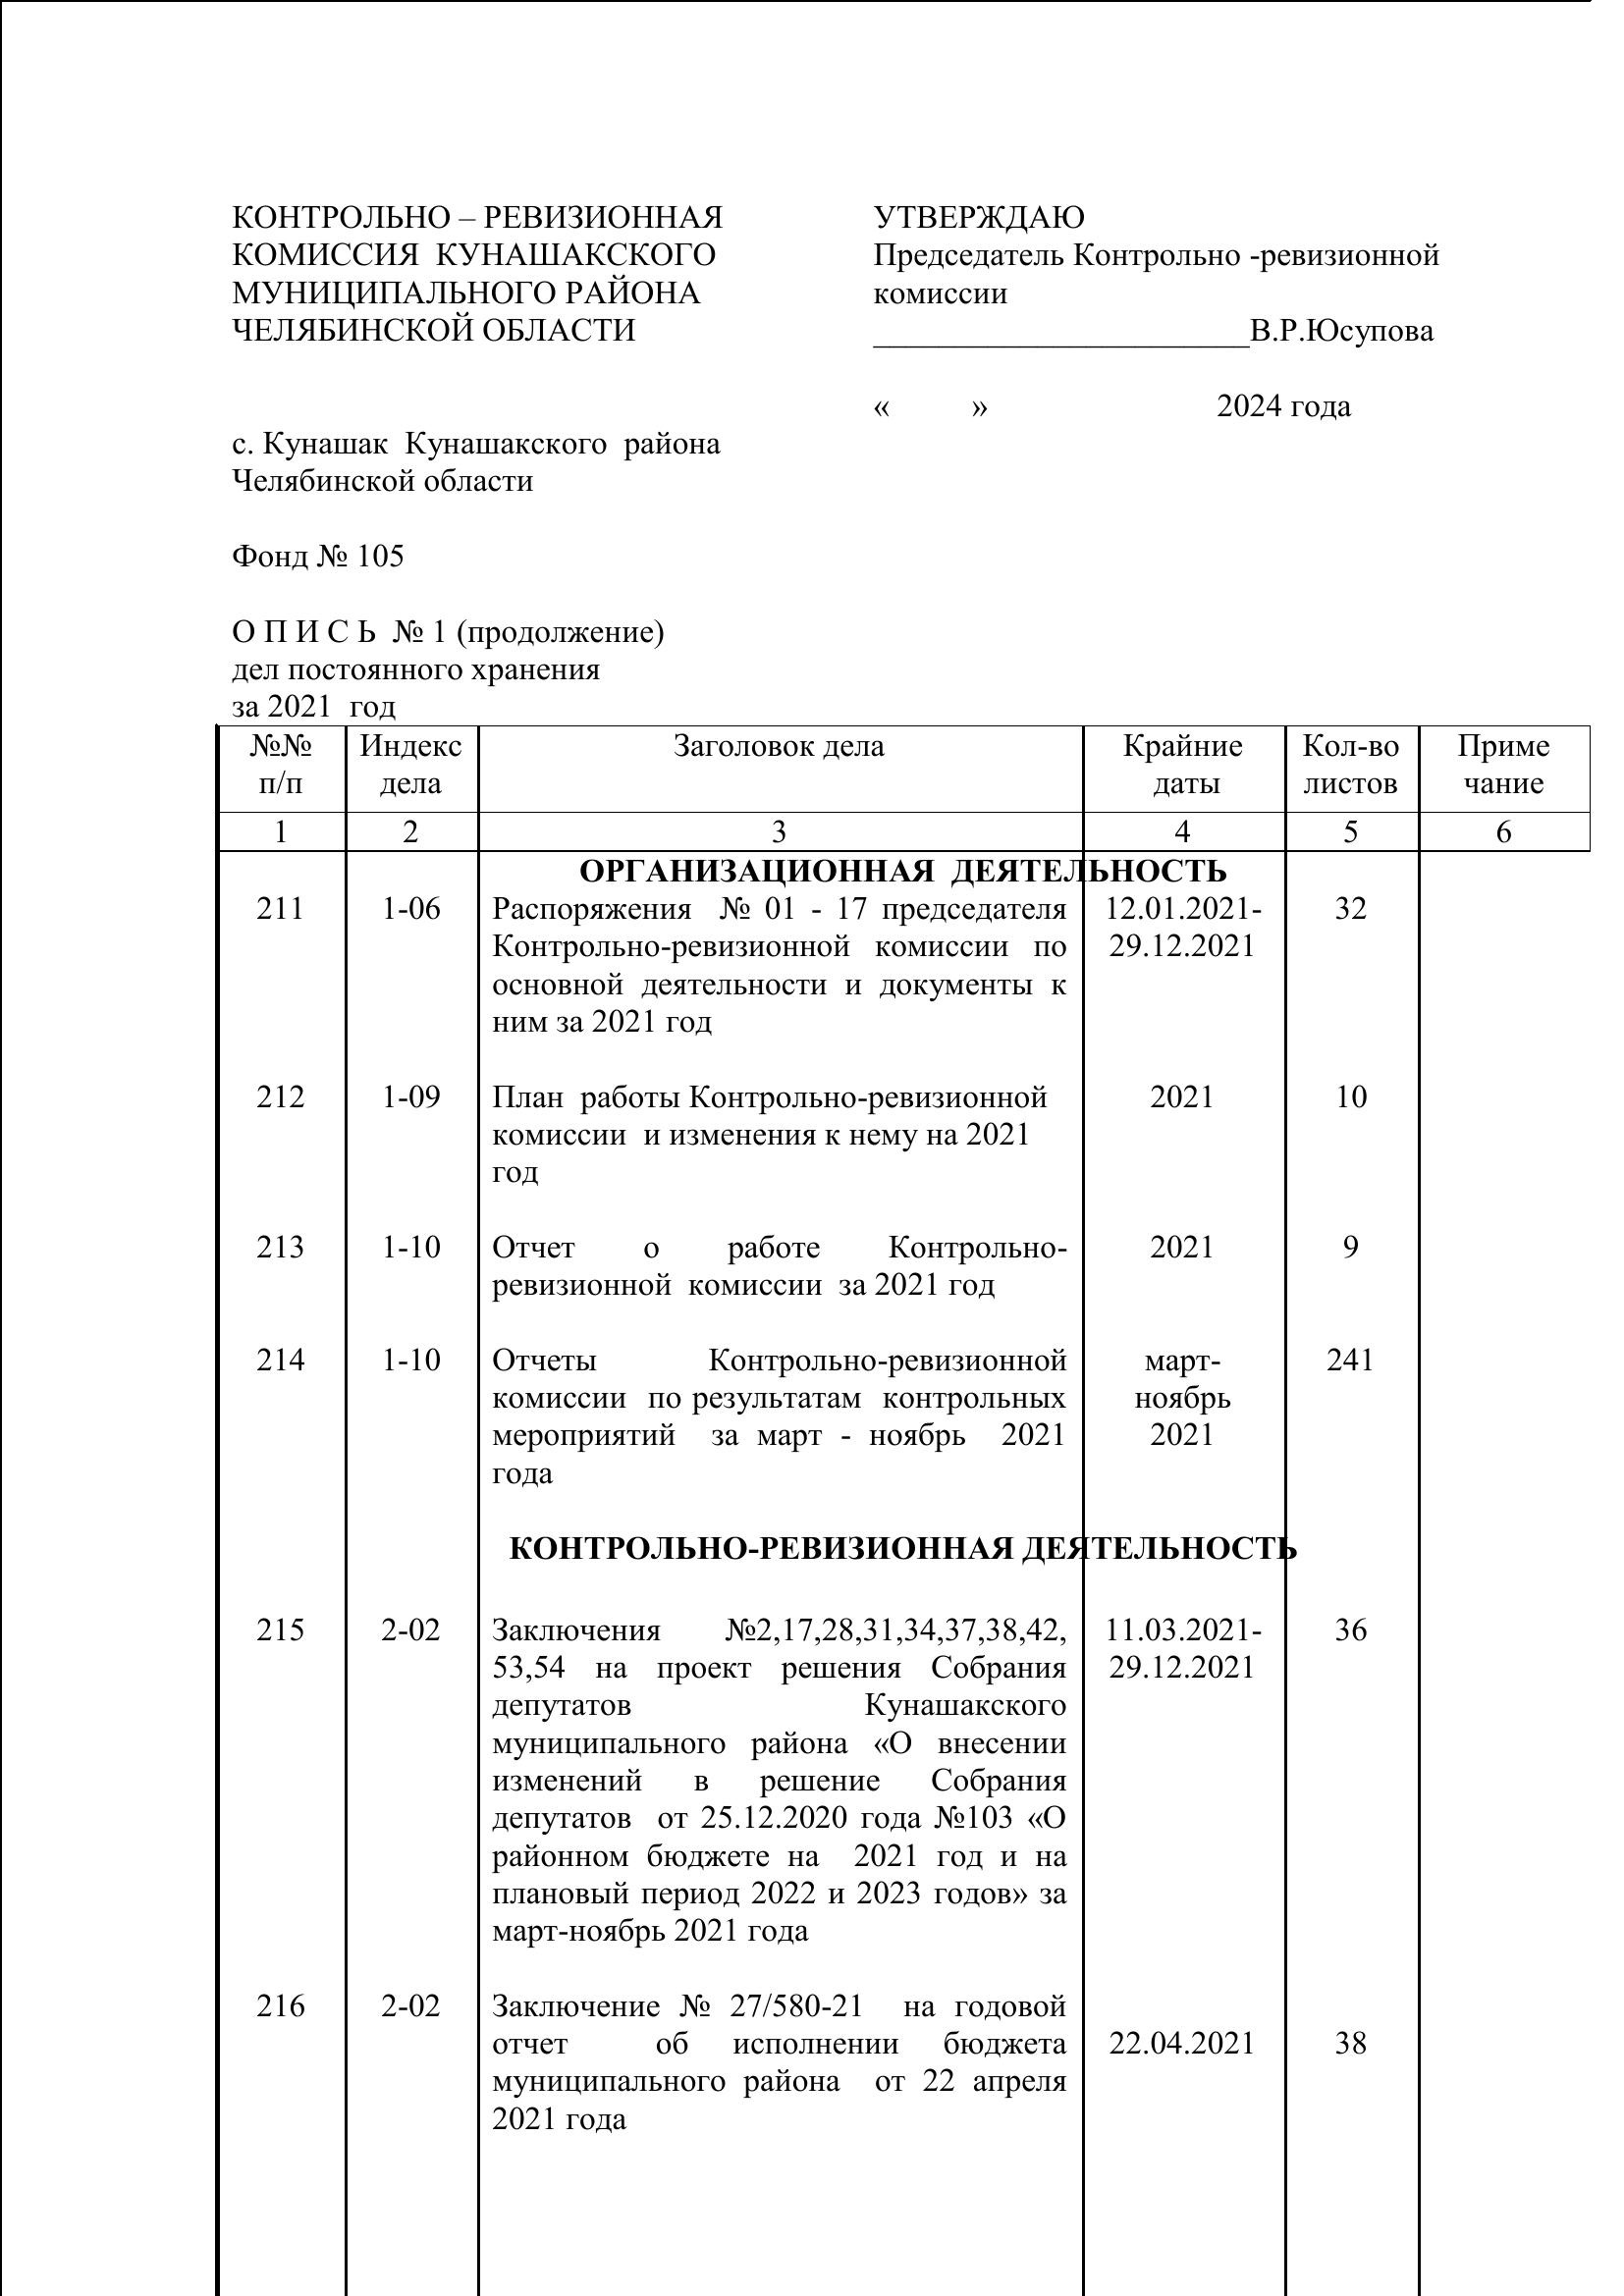 КОНТРОЛЬНО – РЕВИЗИОННАЯ
КОМИССИЯ КУНАШАКСКОГО
МУНИЦИПАЛЬНОГО РАЙОНА
ЧЕЛЯБИНСКОЙ ОБЛАСТИ
с. Кунашак Кунашакского района
Челябинской области
Фонд № 105
УТВЕРЖДАЮ
Председатель Контрольно -ревизионной
комиссии
_______________________В.Р.Юсупова
« » 2024 года
О П И С Ь № 1 (продолжение)
дел постоянного хранения
за 2021 год
№№ Индекс Заголовок дела Крайние Кол-во Приме
п/п дела даты листов чание
1 2 3 4 5 6
ОРГАНИЗАЦИОННАЯ ДЕЯТЕЛЬНОСТЬ
211 1-06 Распоряжения № 01 - 17 председателя 12.01.2021- 32
Контрольно-ревизионной комиссии по 29.12.2021
основной деятельности и документы к
ним за 2021 год
212 1-09 План работы Контрольно-ревизионной 2021 10
комиссии и изменения к нему на 2021
год
213 1-10 Отчет о работе Контрольно- 2021 9
ревизионной комиссии за 2021 год
214 1-10 Отчеты Контрольно-ревизионной март- 241
комиссии по результатам контрольных ноябрь
мероприятий за март - ноябрь 2021 2021
года
КОНТРОЛЬНО-РЕВИЗИОННАЯ ДЕЯТЕЛЬНОСТЬ
215 2-02 Заключения №2,17,28,31,34,37,38,42, 11.03.2021- 36
53,54 на проект решения Собрания 29.12.2021
депутатов Кунашакского
муниципального района «О внесении
изменений в решение Собрания
депутатов от 25.12.2020 года №103 «О
районном бюджете на 2021 год и на
плановый период 2022 и 2023 годов» за
март-ноябрь 2021 года
216 2-02 Заключение № 27/580-21 на годовой
отчет об исполнении бюджета 22.04.2021 38
муниципального района от 22 апреля
2021 года